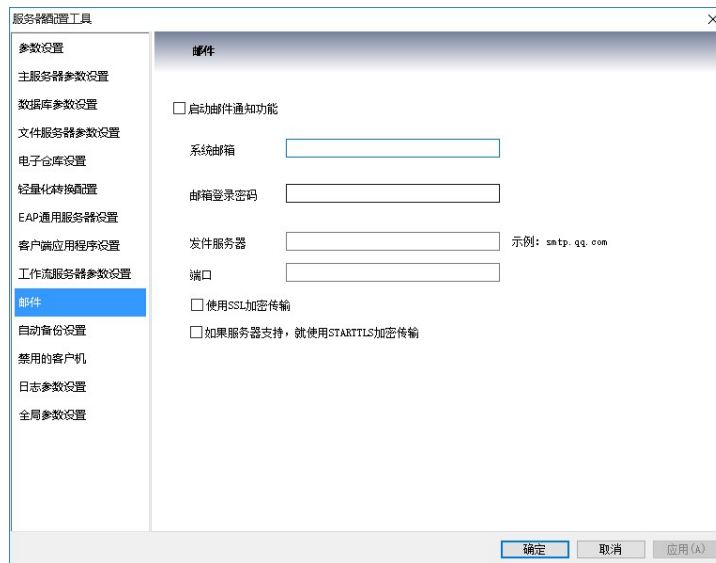 服务器配置工具
参数设置
主服务器参数设置
数据库参数设置
文件服务器参数设置
电子仓库设置
轻量化转换配置
EAP通用服务器设置
客户端应用程序设置
工作流服务器参数设置
邮件
自动备份设置
禁用的客户机
日志参数设置
全局参数设置
邮件
启动邮件通知功能
系统邮箱
邮箱登录密码
发件服务器 示例: smtp.qq.com
端口
使用SSL加密传输
如果服务器支持，就使用STARTTLS加密传输
确定 取消 应用(A)